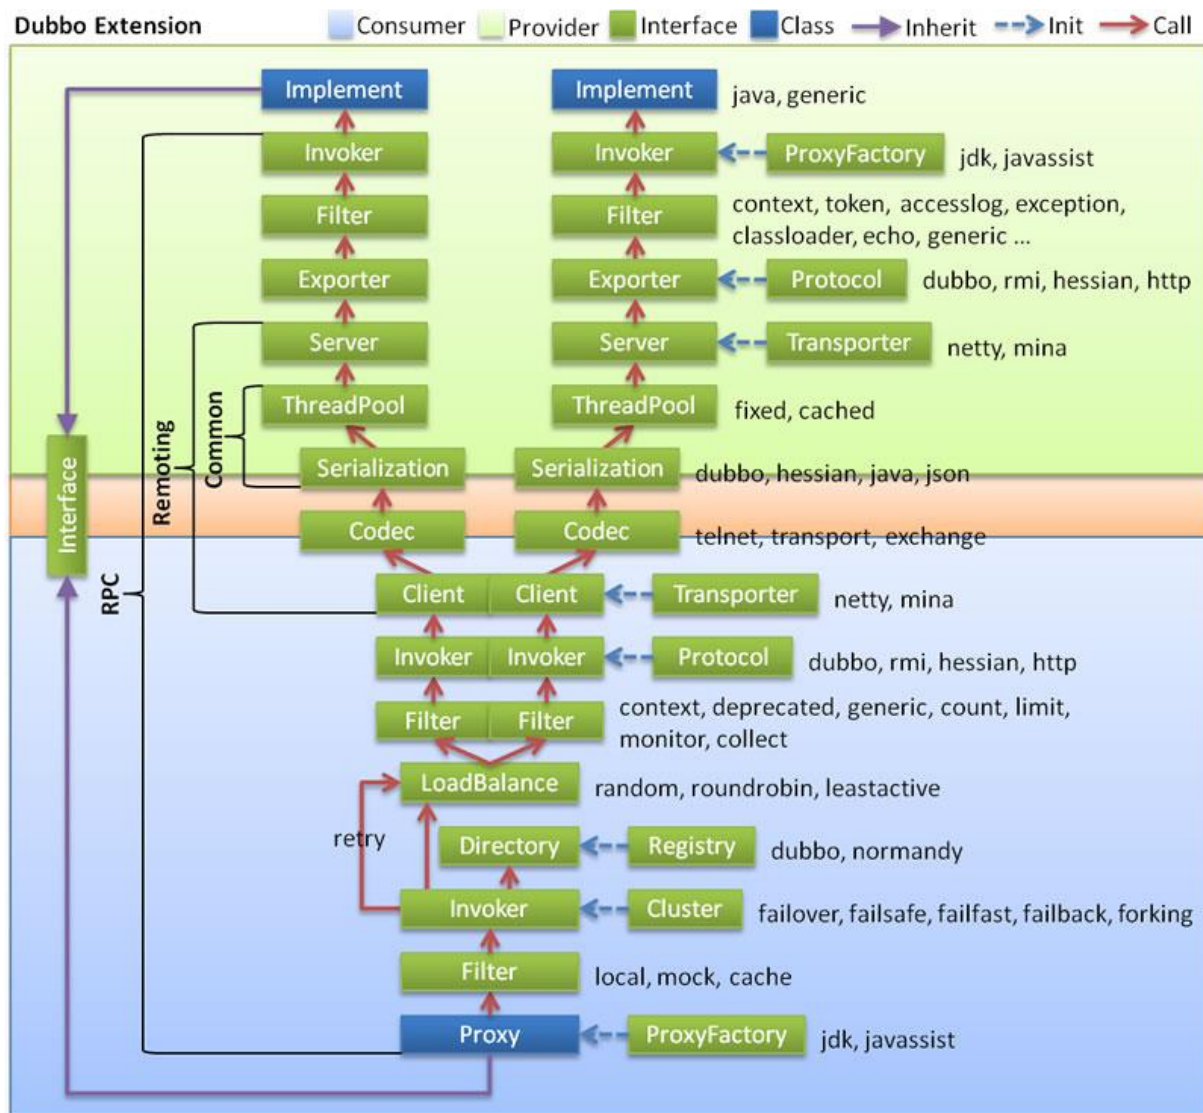 Dubbo Extension
Consumer
Provider
Interface
Class
Inherit
Init
Call
Implement
Implement
java, generic
Invoker
Invoker
ProxyFactory
jdk, javassist
Filter
Filter
context, token, accesslog, exception,
classloader, echo, generic ...
Exporter
Exporter
Protocol
dubbo, rmi, hessian, http
Server
Server
Transporter
netty, mina
ThreadPool
ThreadPool
fixed, cached
Common
Remoting
RPC
Interface
Serialization
Serialization
dubbo, hessian, java, json
Codec
Codec
telnet, transport, exchange
Client
Client
Transporter
netty, mina
Invoker
Invoker
Protocol
dubbo, rmi, hessian, http
Filter
Filter
context, deprecated, generic, count, limit,
monitor, collect
LoadBalance
random, roundrobin, leastactive
retry
Directory
Registry
dubbo, normandy
Invoker
Cluster
failover, failsafe, failfast, failback, forking
Filter
local, mock, cache
Proxy
ProxyFactory
jdk, javassist